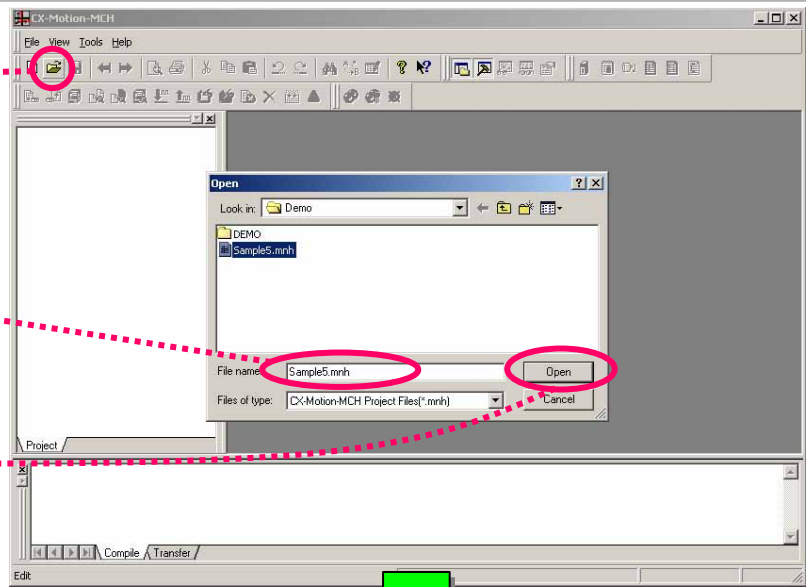 CX-Motion-MCH
File View Tools Help
Open
Look in: Demo
DEMO
Sample5.mnh
File name: Sample5.mnh
Open
Files of type: CX-Motion-MCH Project Files(*.mnh)
Cancel
Project
Compile
Transfer
Edit